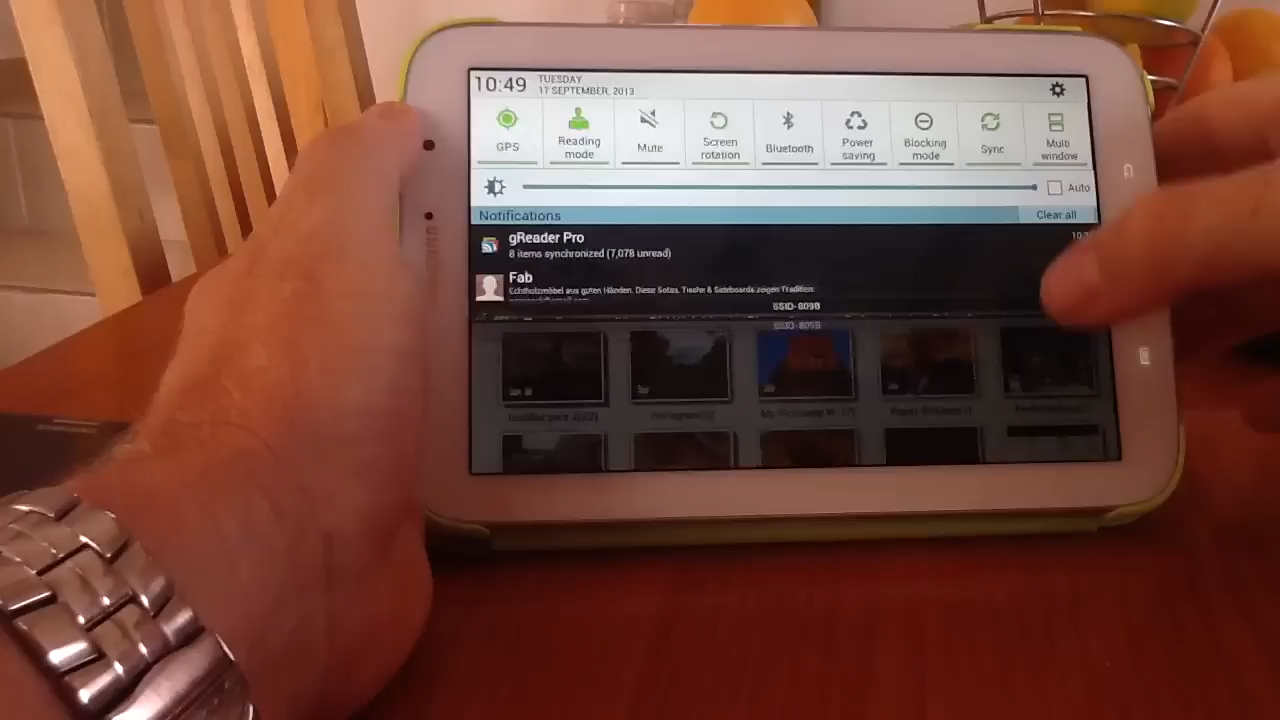 10:49
TUESDAY
17 SEPTEMBER, 2013
GPS
Reading mode
Mute
Screen rotation
Bluetooth
Power saving
Blocking mode
Sync
Multi window
Auto
Notifications
Clear all
gReader Pro
8 items synchronized (7,078 unread)
Fab
Echtholzmöbel aus guten Händen. Diese Sofas, Tische & Sideboards zeigen Tradition.